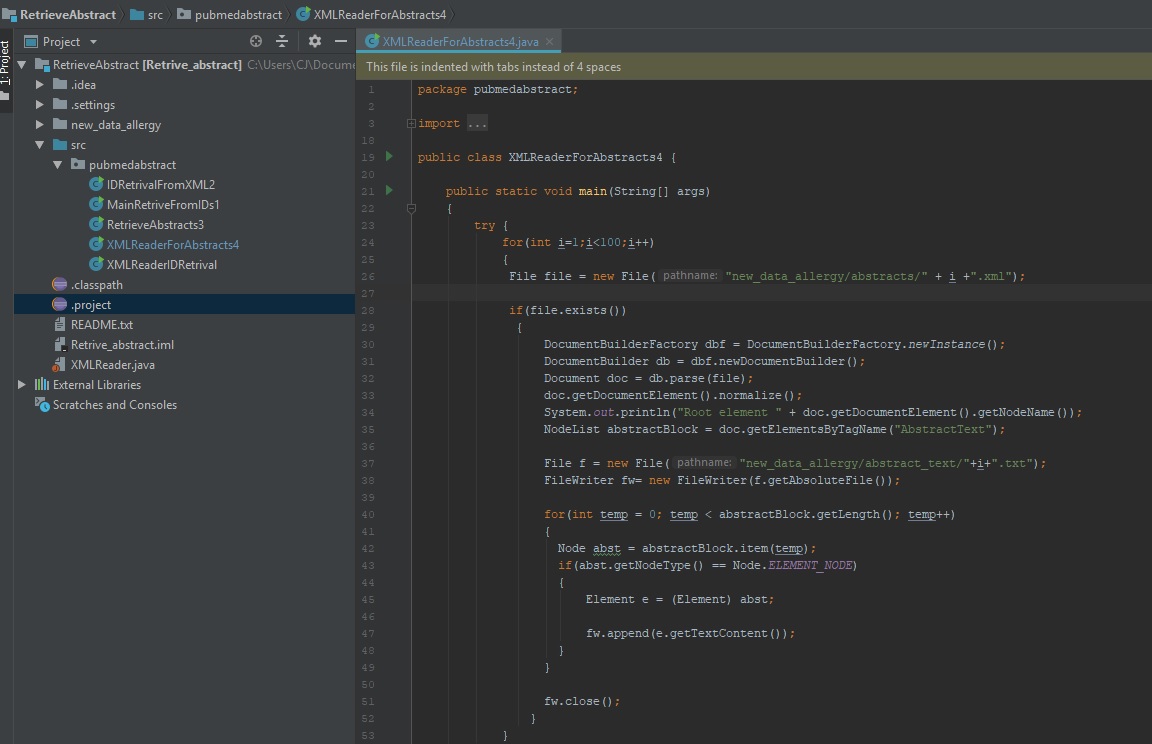 RetrieveAbstract src pubmedabstract XMLReaderForAbstracts4
1: Project
Project
RetrieveAbstract [Retrive_abstract] C:\Users\CJ\Docume
.idea
.settings
new_data_allergy
src
pubmedabstract
IDRetrivalFromXML2
MainRetriveFromIDs1
RetrieveAbstracts3
XMLReaderForAbstracts4
XMLReaderIDRetrival
.classpath
.project
README.txt
Retrive_abstract.iml
XMLReader.java
External Libraries
Scratches and Consoles
XMLReaderForAbstracts4.java
This file is indented with tabs instead of 4 spaces
1 package pubmedabstract;
2
3 import ...
18
19 public class XMLReaderForAbstracts4 {
20
21 public static void main(String[] args)
22 {
23 try {
24 for(int i=1;i<100;i++)
25 {
26 File file = new File( pathname: "new_data_allergy/abstracts/" + i +".xml");
27
28 if(file.exists())
29 {
30 DocumentBuilderFactory dbf = DocumentBuilderFactory.newInstance();
31 DocumentBuilder db = dbf.newDocumentBuilder();
32 Document doc = db.parse(file);
33 doc.getDocumentElement().normalize();
34 System.out.println("Root element " + doc.getDocumentElement().getNodeName());
35 NodeList abstractBlock = doc.getElementsByTagName("AbstractText");
36
37 File f = new File( pathname: "new_data_allergy/abstract_text/"+i+".txt");
38 FileWriter fw= new FileWriter(f.getAbsoluteFile());
39
40 for(int temp = 0; temp < abstractBlock.getLength(); temp++)
41 {
42 Node abst = abstractBlock.item(temp);
43 if(abst.getNodeType() == Node.ELEMENT_NODE)
44 {
45 Element e = (Element) abst;
46
47 fw.append(e.getTextContent());
48 }
49 }
50
51 fw.close();
52 }
53 }